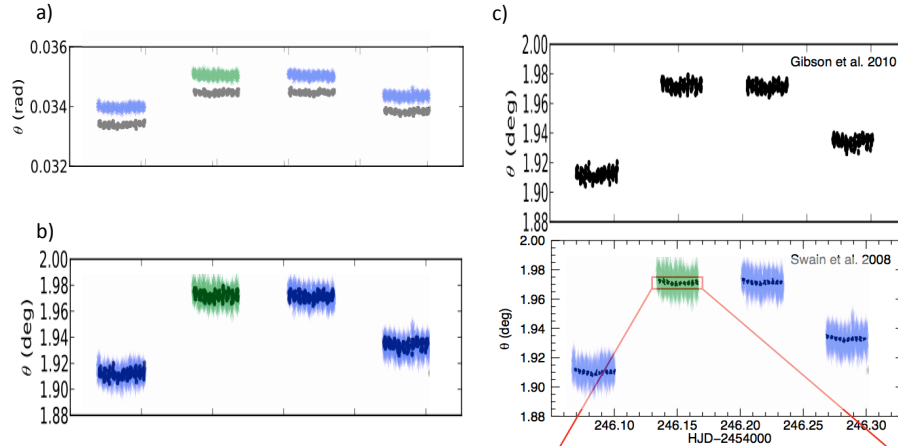 a)
0.036
0.034
0.032
θ (rad)
b)
2.00
1.98
1.96
1.94
1.92
1.90
1.88
θ (deg)
c)
2.00
1.98
1.96
1.94
1.92
1.90
1.88
θ (deg)
Gibson et al. 2010
2.00
1.98
1.96
1.94
1.92
1.90
1.88
θ (deg)
Swain et al. 2008
246.10 246.15 246.20 246.25 246.30
HJD-2454000